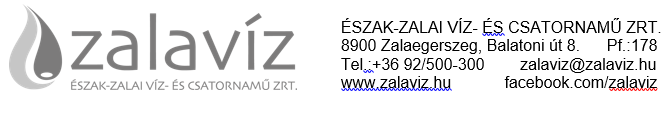 zalavíz
ÉSZAK-ZALAI VÍZ- ÉS CSATORNAMŰ ZRT.
ÉSZAK-ZALAI VÍZ- ÉS CSATORNAMŰ ZRT.
8900 Zalaegerszeg, Balatoni út 8. Pf.:178
Tel.:+36 92/500-300 zalaviz@zalaviz.hu
www.zalaviz.hu facebook.com/zalaviz